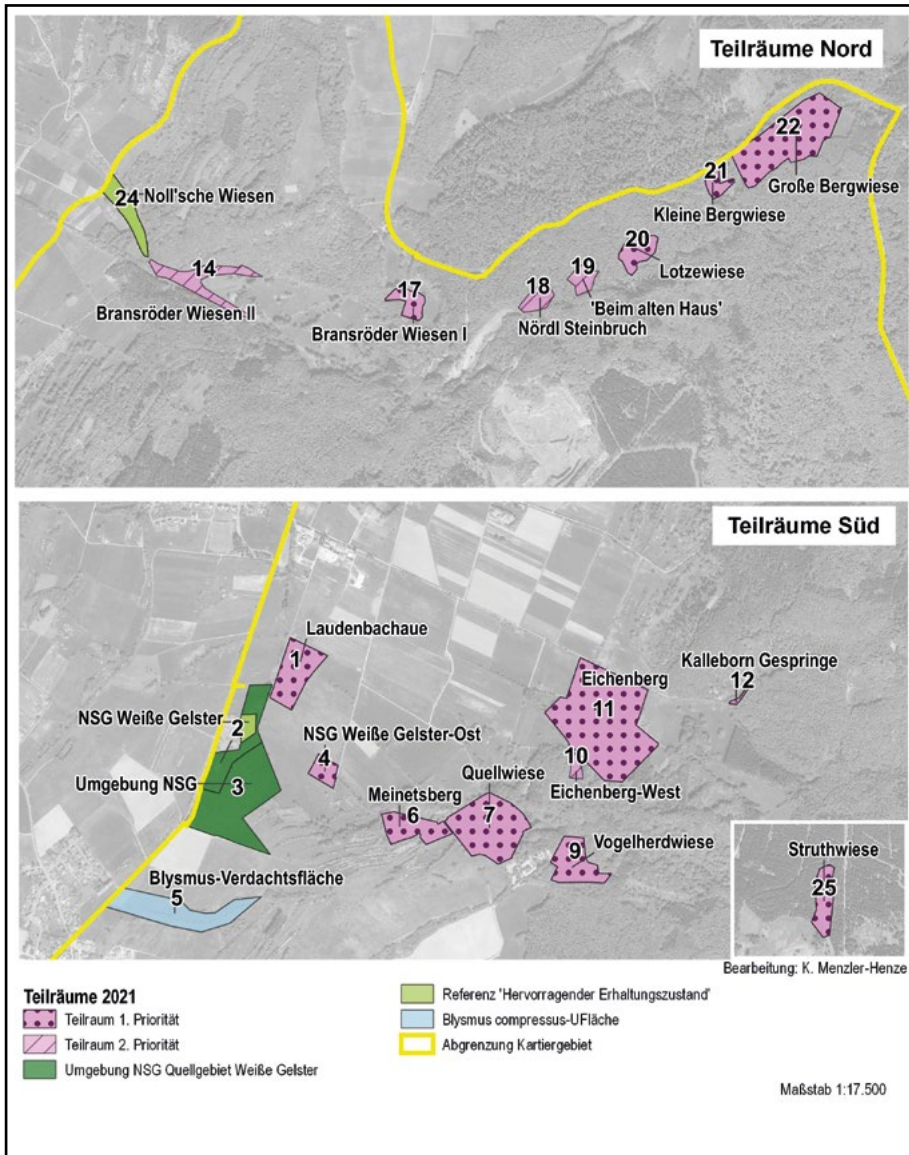 Teilräume Nord
22
Große Bergwiese
21
Kleine Bergwiese
24
Noll'sche Wiesen
20
Lotzewiese
14
Bransröder Wiesen II
19
'Beim alten Haus'
17
Bransröder Wiesen I
18
Nördl Steinbruch
Teilräume Süd
Laudenbachaue
1
Kalleborn Gespringe
12
Eichenberg
11
NSG Weiße Gelster
2
NSG Weiße Gelster-Ost
4
10
Eichenberg-West
Umgebung NSG
3
Quellwiese
7
Meinetsberg
6
Vogelherdwiese
9
Blysmus-Verdachtsfläche
5
Struthwiese
25
Bearbeitung: K. Menzler-Henze
Teilräume 2021
Teilraum 1. Priorität
Teilraum 2. Priorität
Umgebung NSG Quellgebiet Weiße Gelster
Referenz 'Hervorragender Erhaltungszustand'
Blysmus compressus-UFläche
Abgrenzung Kartiergebiet
Maßstab 1:17.500